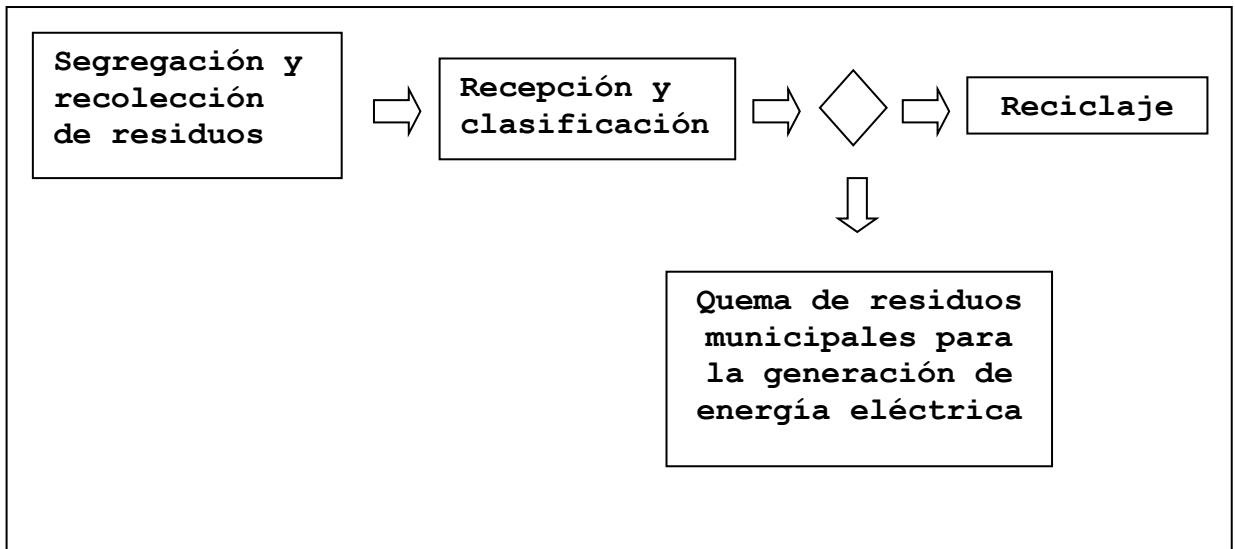 Segregación y
recolección
de residuos
Recepción y
clasificación
Reciclaje
Quema de residuos
municipales para
la generación de
energía eléctrica